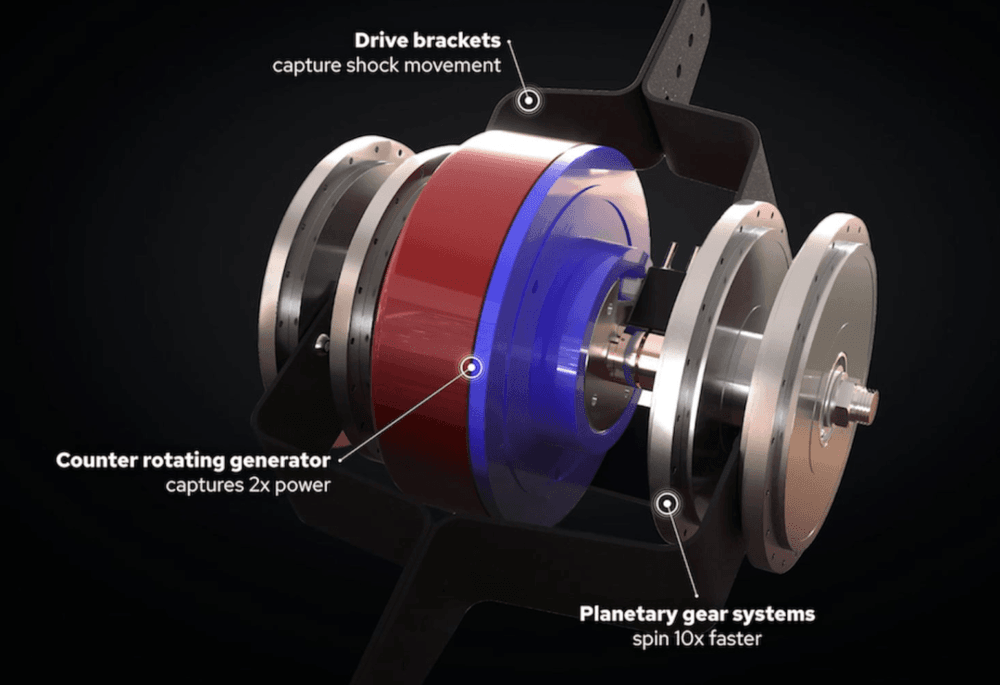 Drive brackets
capture shock movement
Counter rotating generator
captures 2x power
Planetary gear systems
spin 10x faster